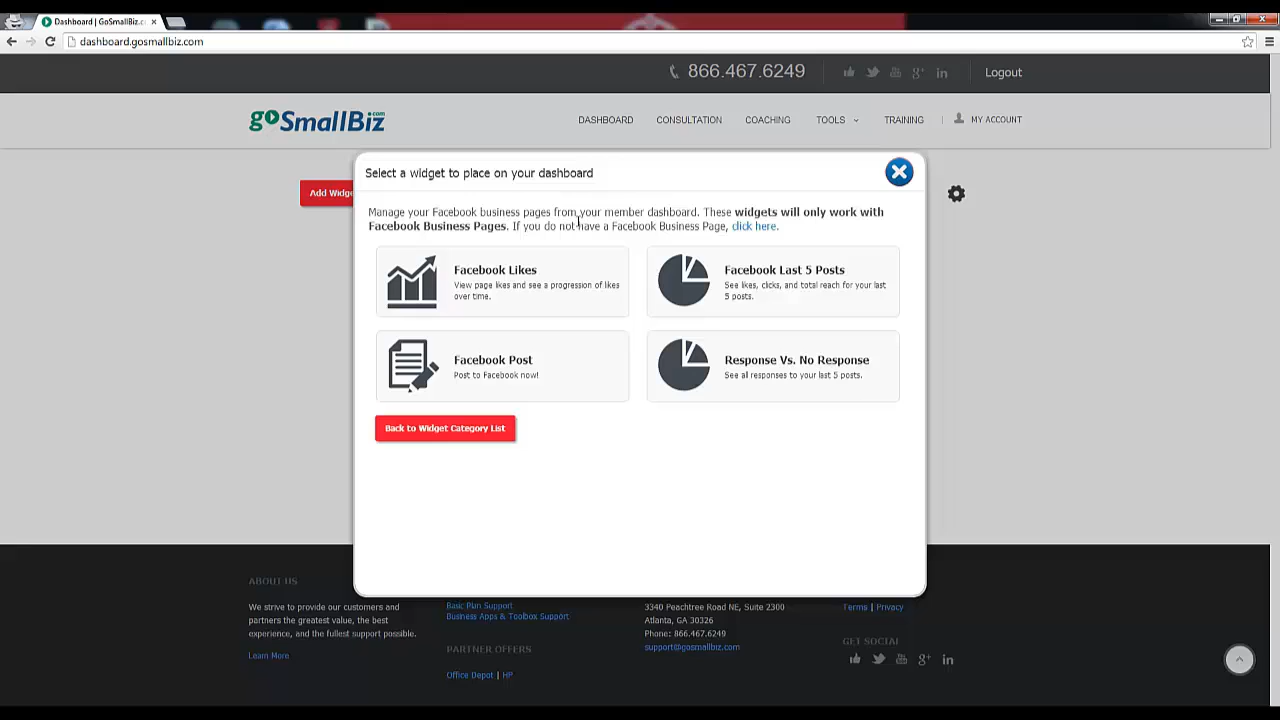 Dashboard | GoSmallBiz.c
dashboard.gosmallbiz.com
866.467.6249
Logout
goSmallBiz.com
DASHBOARD
CONSULTATION
COACHING
TOOLS
TRAINING
MY ACCOUNT
Add Widge
Select a widget to place on your dashboard
Manage your Facebook business pages from your member dashboard. These widgets will only work with
Facebook Business Pages. If you do not have a Facebook Business Page, click here.
Facebook Likes
View page likes and see a progression of likes
over time.
Facebook Last 5 Posts
See likes, clicks, and total reach for your last
5 posts.
Facebook Post
Post to Facebook now!
Response Vs. No Response
See all responses to your last 5 posts.
Back to Widget Category List
ABOUT US
We strive to provide our customers and
partners the greatest value, the best
experience, and the fullest support possible.
Learn More
Basic Plan Support
Business Apps & Toolbox Support
PARTNER OFFERS
Office Depot | HP
3340 Peachtree Road NE, Suite 2300
Atlanta, GA 30326
Phone: 866.467.6249
support@gosmallbiz.com
Terms | Privacy
GET SOCIAL